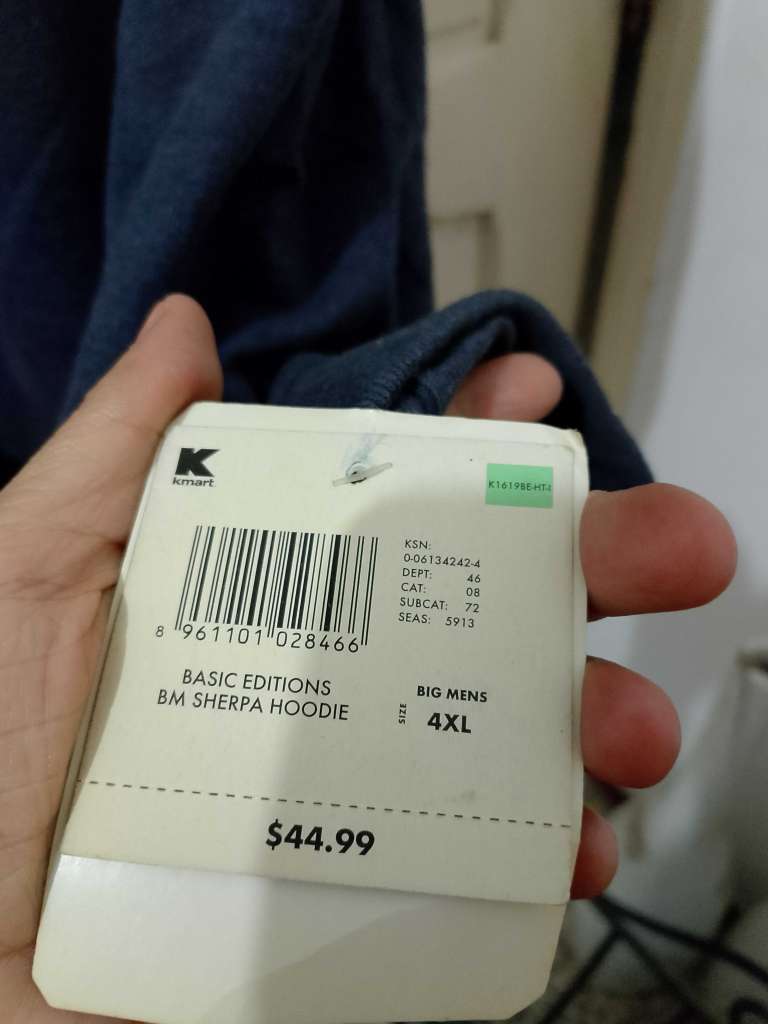 K
kmart
K1619BE-HT-1
KSN:
0-06134242-4
DEPT: 46
CAT: 08
SUBCAT: 72
SEAS: 5913
8 961101 028466
BASIC EDITIONS
BM SHERPA HOODIE
BIG MENS
SIZE
4XL
$44.99